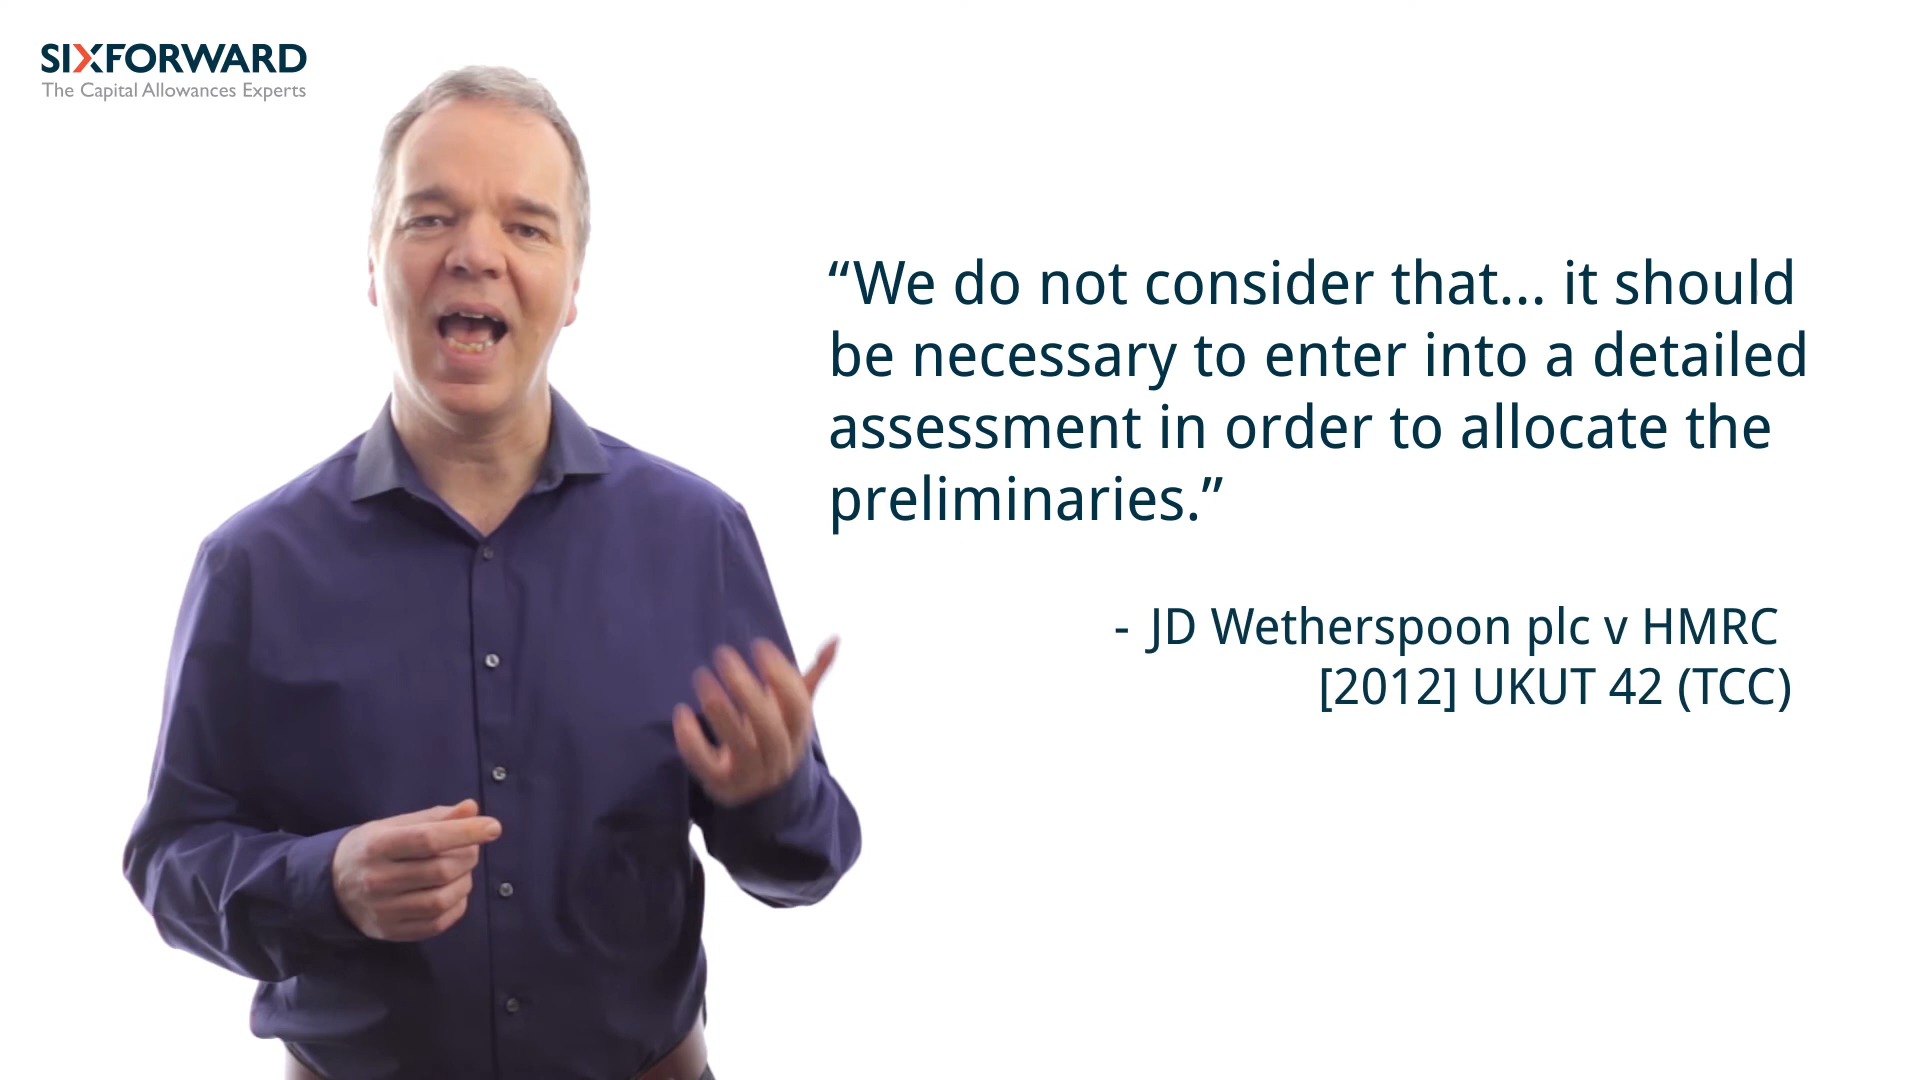 SIXFORWARD
The Capital Allowances Experts
“We do not consider that... it should
be necessary to enter into a detailed
assessment in order to allocate the
preliminaries.”
- JD Wetherspoon plc v HMRC
[2012] UKUT 42 (TCC)